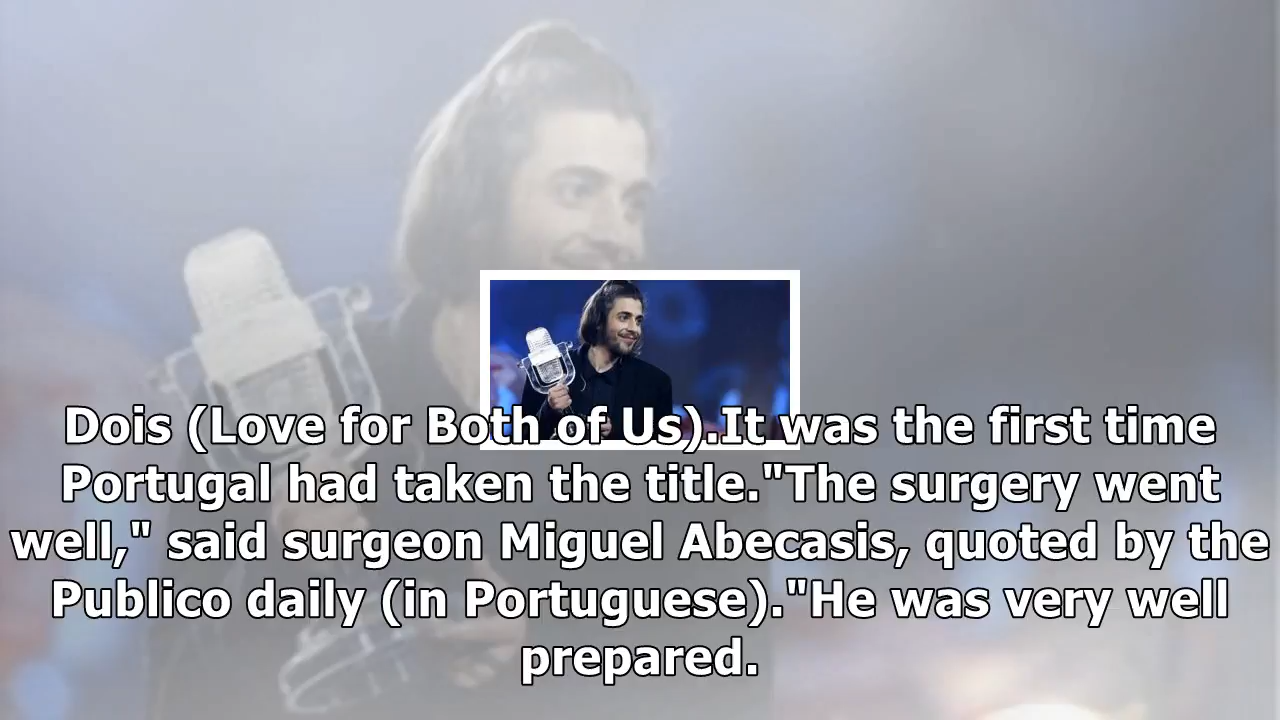 Dois (Love for Both of Us).It was the first time
Portugal had taken the title."The surgery went
well," said surgeon Miguel Abecasis, quoted by the
Publico daily (in Portuguese)."He was very well
prepared.